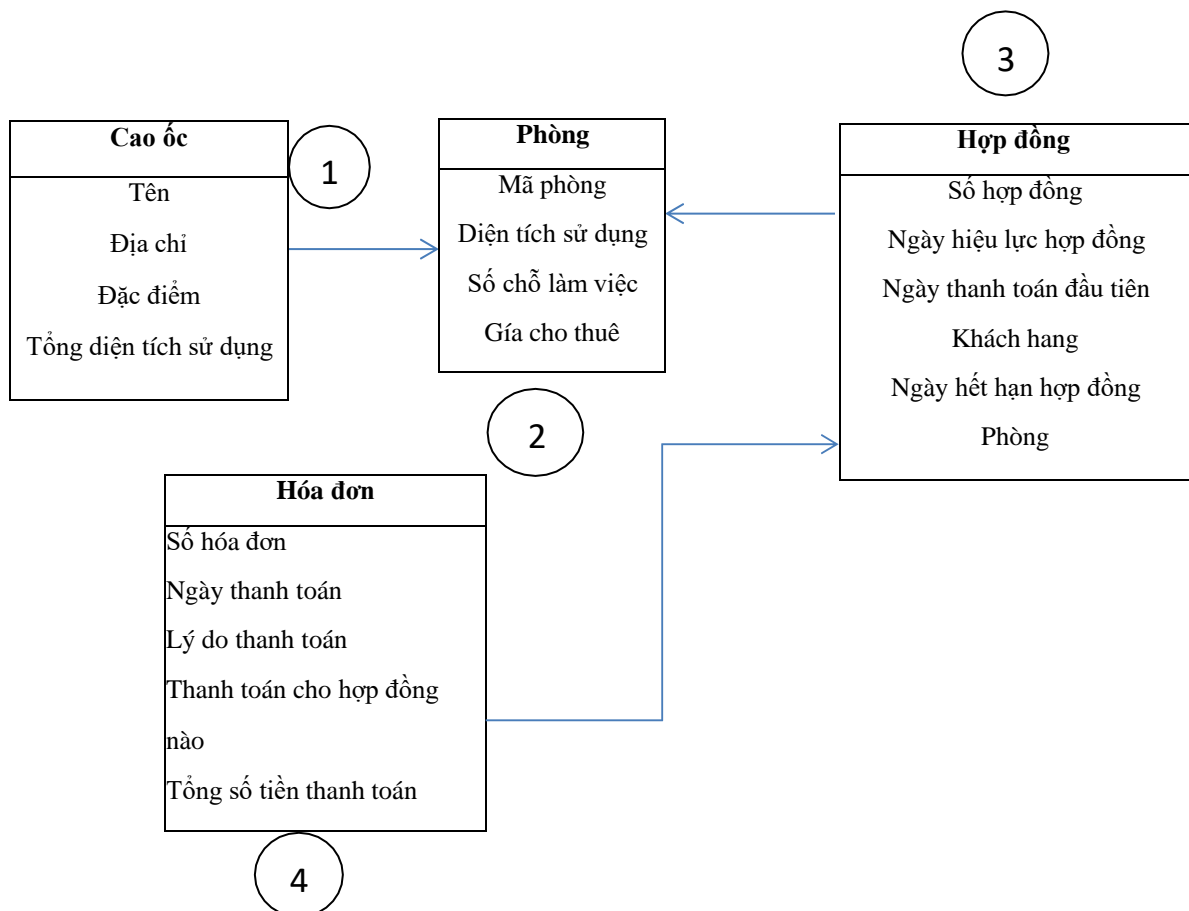 3
Cao ốc
1
Tên
Địa chỉ
Đặc điểm
Tổng diện tích sử dụng
Phòng
Mã phòng
Diện tích sử dụng
Số chỗ làm việc
Gía cho thuê
2
Hợp đồng
Số hợp đồng
Ngày hiệu lực hợp đồng
Ngày thanh toán đầu tiên
Khách hang
Ngày hết hạn hợp đồng
Phòng
Hóa đơn
Số hóa đơn
Ngày thanh toán
Lý do thanh toán
Thanh toán cho hợp đồng
nào
Tổng số tiền thanh toán
4